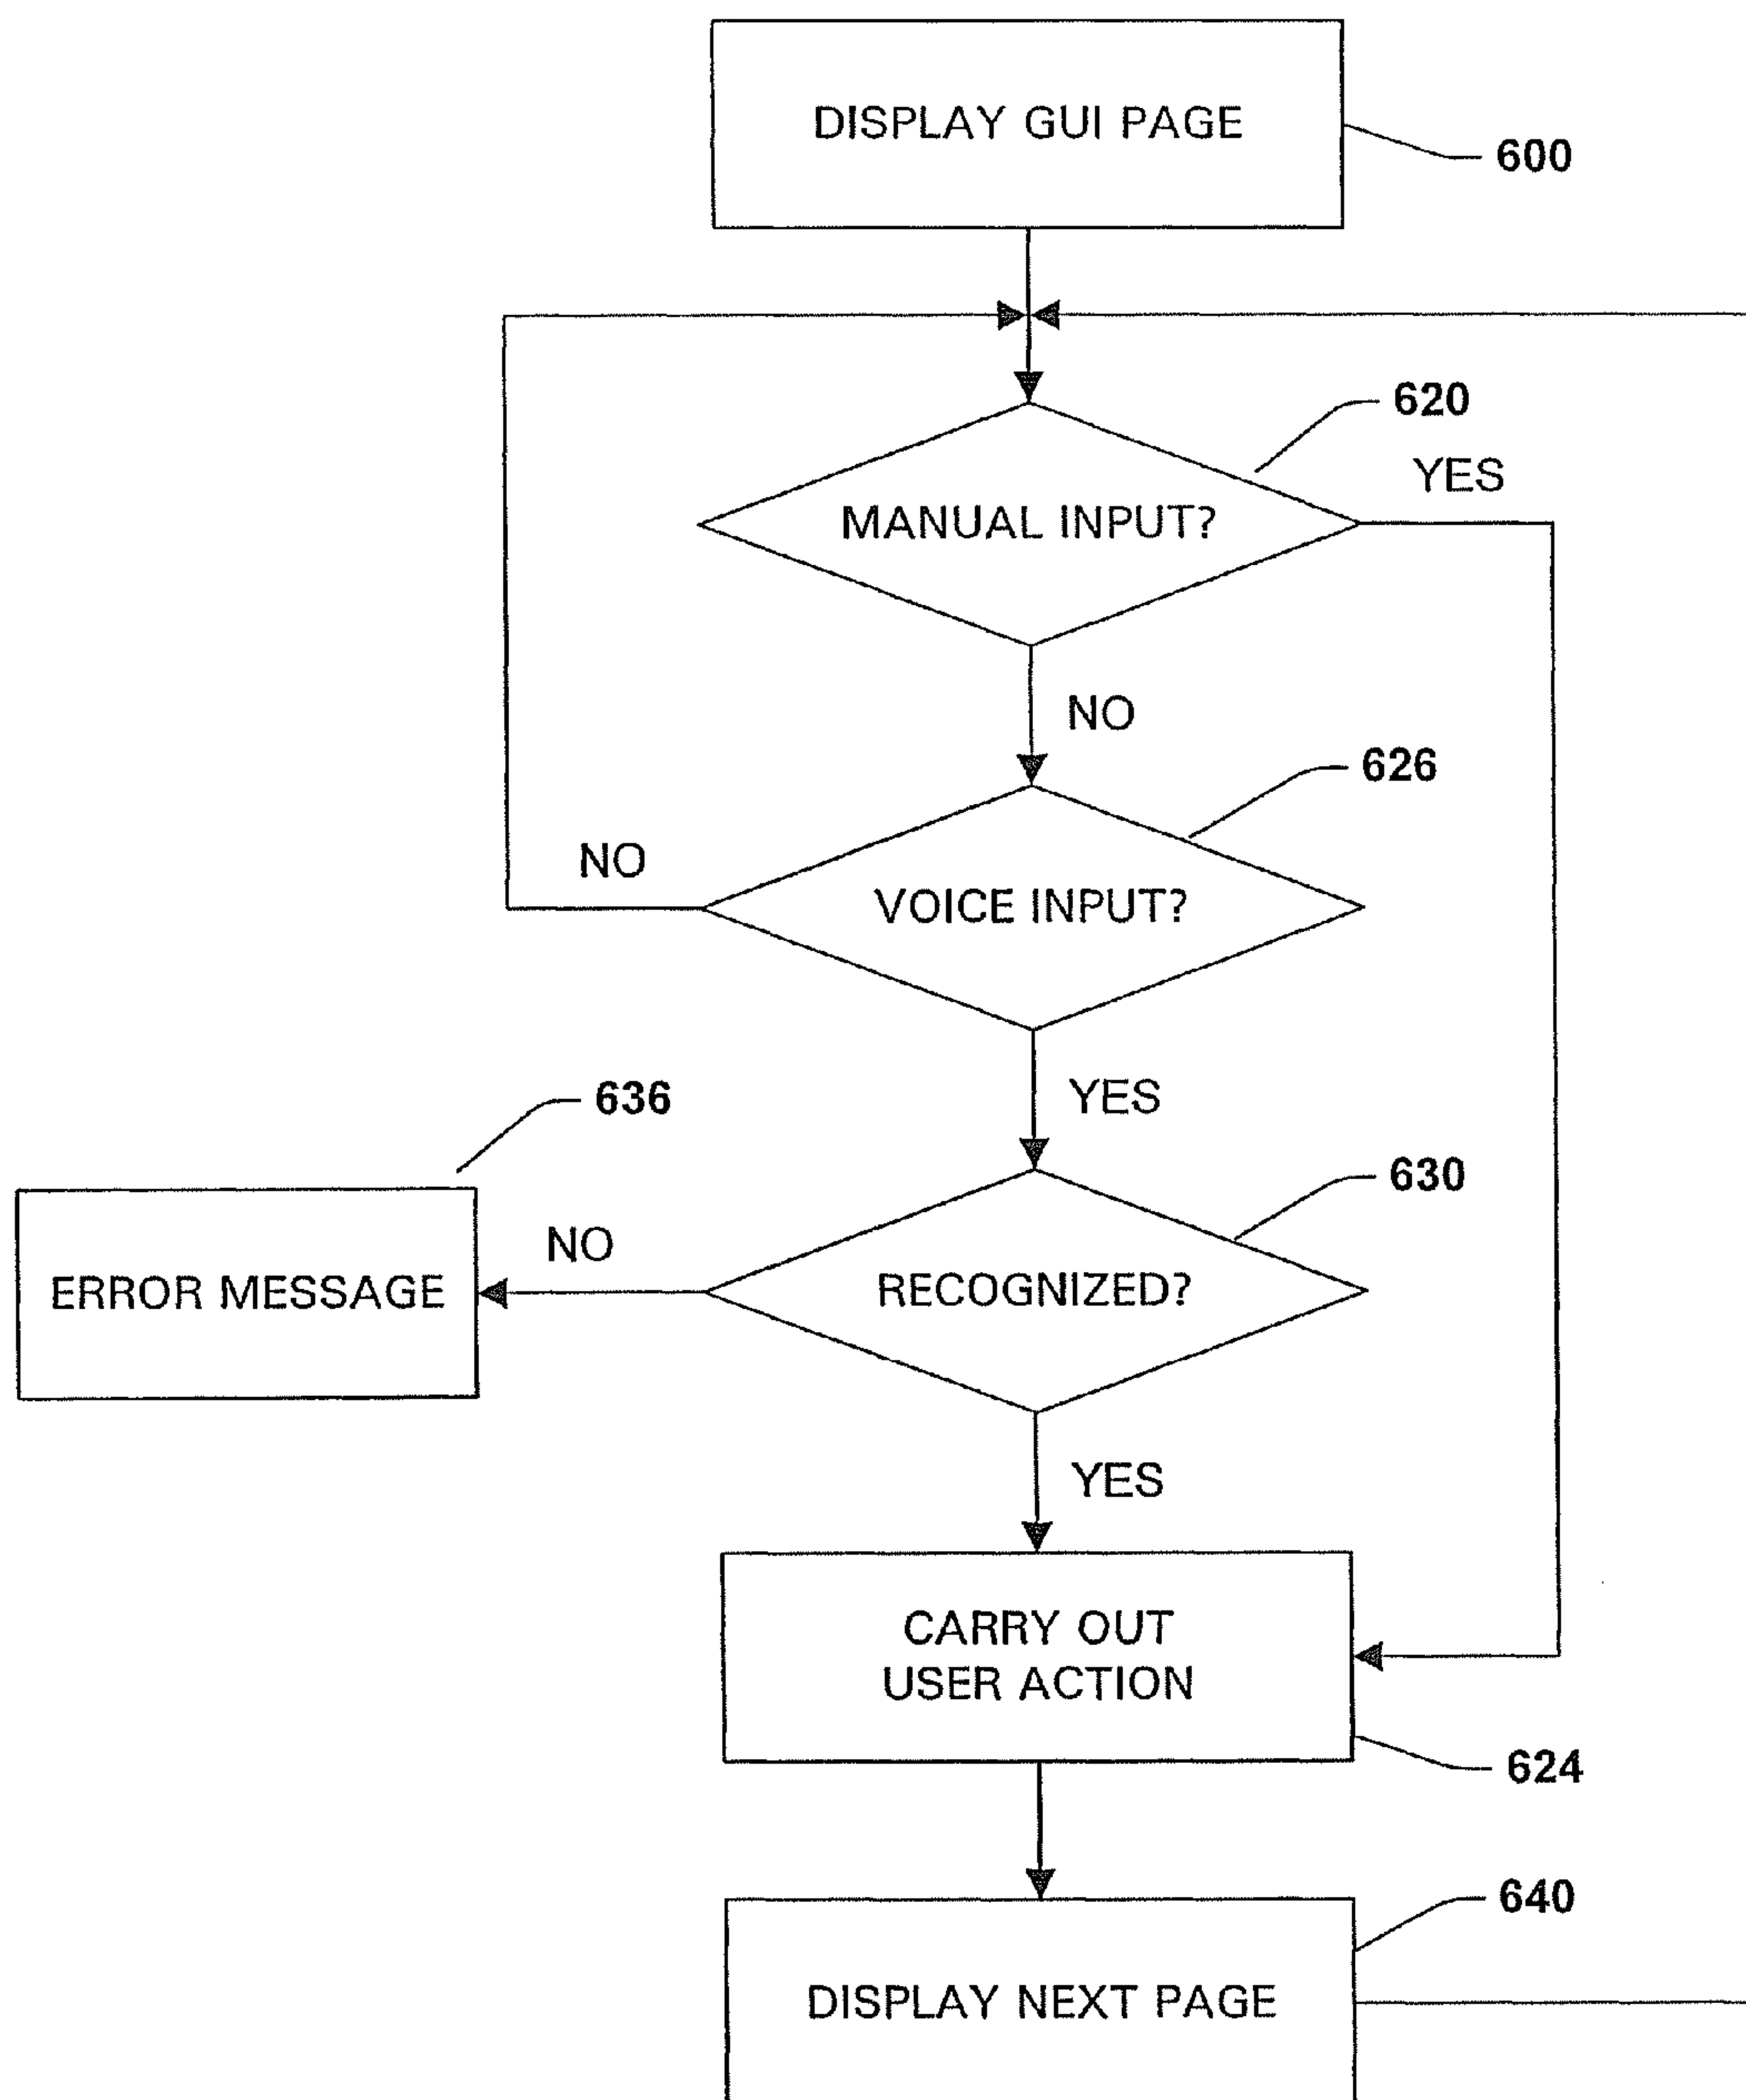 DISPLAY GUI PAGE
600
620
YES
MANUAL INPUT?
NO
626
NO
VOICE INPUT?
636
YES
630
NO
ERROR MESSAGE
RECOGNIZED?
YES
CARRY OUT
USER ACTION
624
640
DISPLAY NEXT PAGE